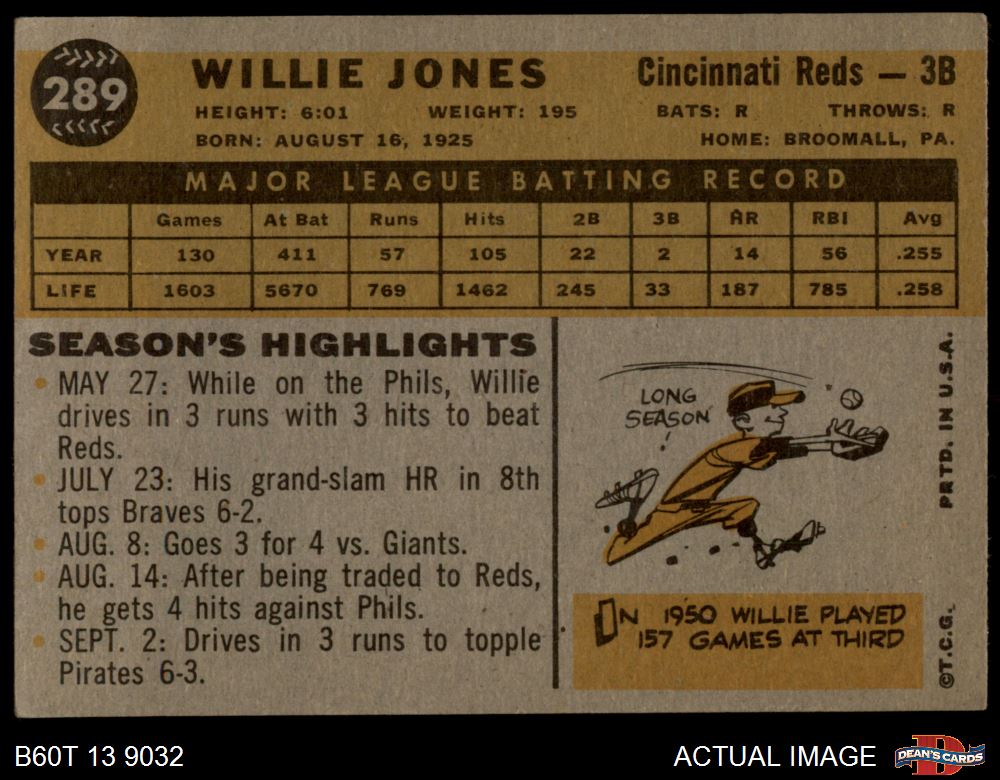 289
WILLIE JONES
Cincinnati Reds — 3B
HEIGHT: 6:01 WEIGHT: 195 BATS: R THROWS: R
BORN: AUGUST 16, 1925 HOME: BROOMALL, PA.
MAJOR LEAGUE BATTING RECORD
Games At Bat Runs Hits 2B 3B HR RBI Avg
YEAR 130 411 57 105 22 2 14 56 .255
LIFE 1603 5670 769 1462 245 33 187 785 .258
SEASON'S HIGHLIGHTS
• MAY 27: While on the Phils, Willie
drives in 3 runs with 3 hits to beat
Reds.
• JULY 23: His grand-slam HR in 8th
tops Braves 6-2.
• AUG. 8: Goes 3 for 4 vs. Giants.
• AUG. 14: After being traded to Reds,
he gets 4 hits against Phils.
• SEPT. 2: Drives in 3 runs to topple
Pirates 6-3.
LONG
SEASON
!
IN 1950 WILLIE PLAYED
157 GAMES AT THIRD
©T.C.G. PRTD. IN U.S.A.
B60T 13 9032
ACTUAL IMAGE
D
DEAN'S CARDS